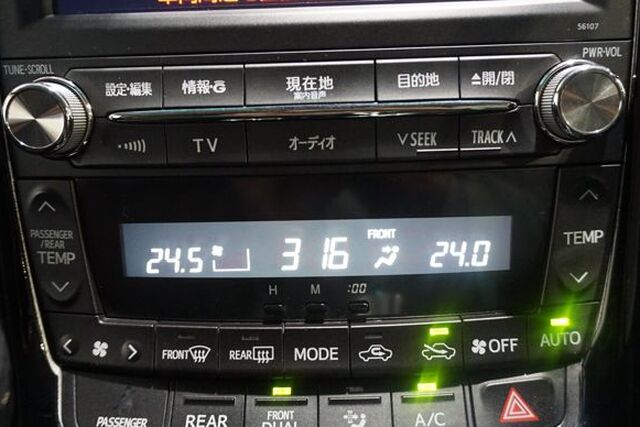 56107
TUNE·SCROLL
PWR·VOL
設定・編集
情報・G
現在地
案内音声
目的地
▲開/閉
TV
オーディオ
∨ SEEK
TRACK ∧
PASSENGER
/REAR
TEMP
TEMP
24.5
3 16
FRONT
24.0
H
M
:00
FRONT
REAR
MODE
OFF
AUTO
PASSENGER
REAR
FRONT
DUAL
A/C